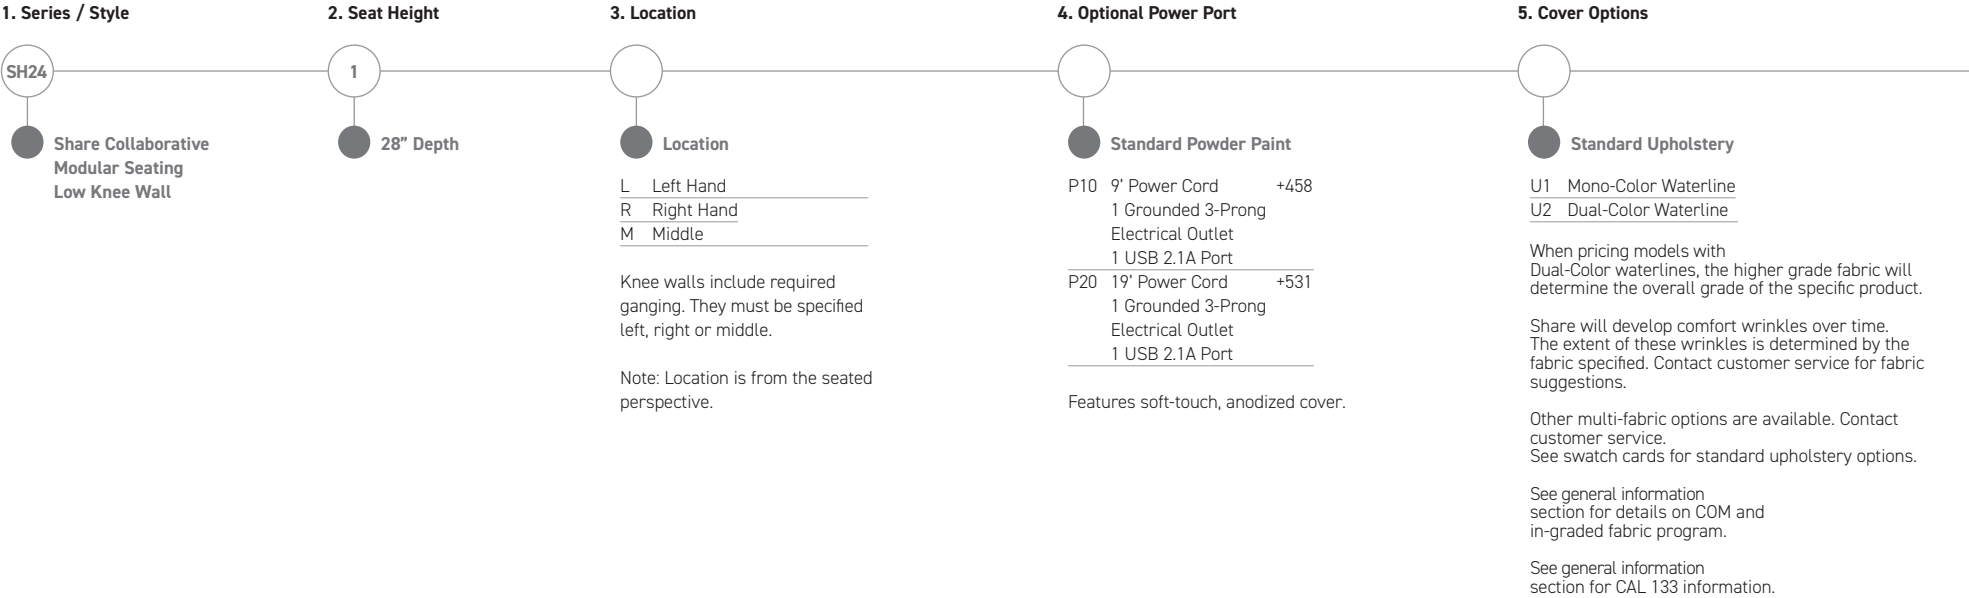 1. Series / Style
SH24
Share Collaborative
Modular Seating
Low Knee Wall
2. Seat Height
1
28” Depth
3. Location
Location
L Left Hand
R Right Hand
M Middle
Knee walls include required
ganging. They must be specified
left, right or middle.
Note: Location is from the seated
perspective.
4. Optional Power Port
Standard Powder Paint
P10 9’ Power Cord +458
1 Grounded 3-Prong
Electrical Outlet
1 USB 2.1A Port
P20 19’ Power Cord +531
1 Grounded 3-Prong
Electrical Outlet
1 USB 2.1A Port
Features soft-touch, anodized cover.
5. Cover Options
Standard Upholstery
U1 Mono-Color Waterline
U2 Dual-Color Waterline
When pricing models with
Dual-Color waterlines, the higher grade fabric will
determine the overall grade of the specific product.
Share will develop comfort wrinkles over time.
The extent of these wrinkles is determined by the
fabric specified. Contact customer service for fabric
suggestions.
Other multi-fabric options are available. Contact
customer service.
See swatch cards for standard upholstery options.
See general information
section for details on COM and
in-graded fabric program.
See general information
section for CAL 133 information.